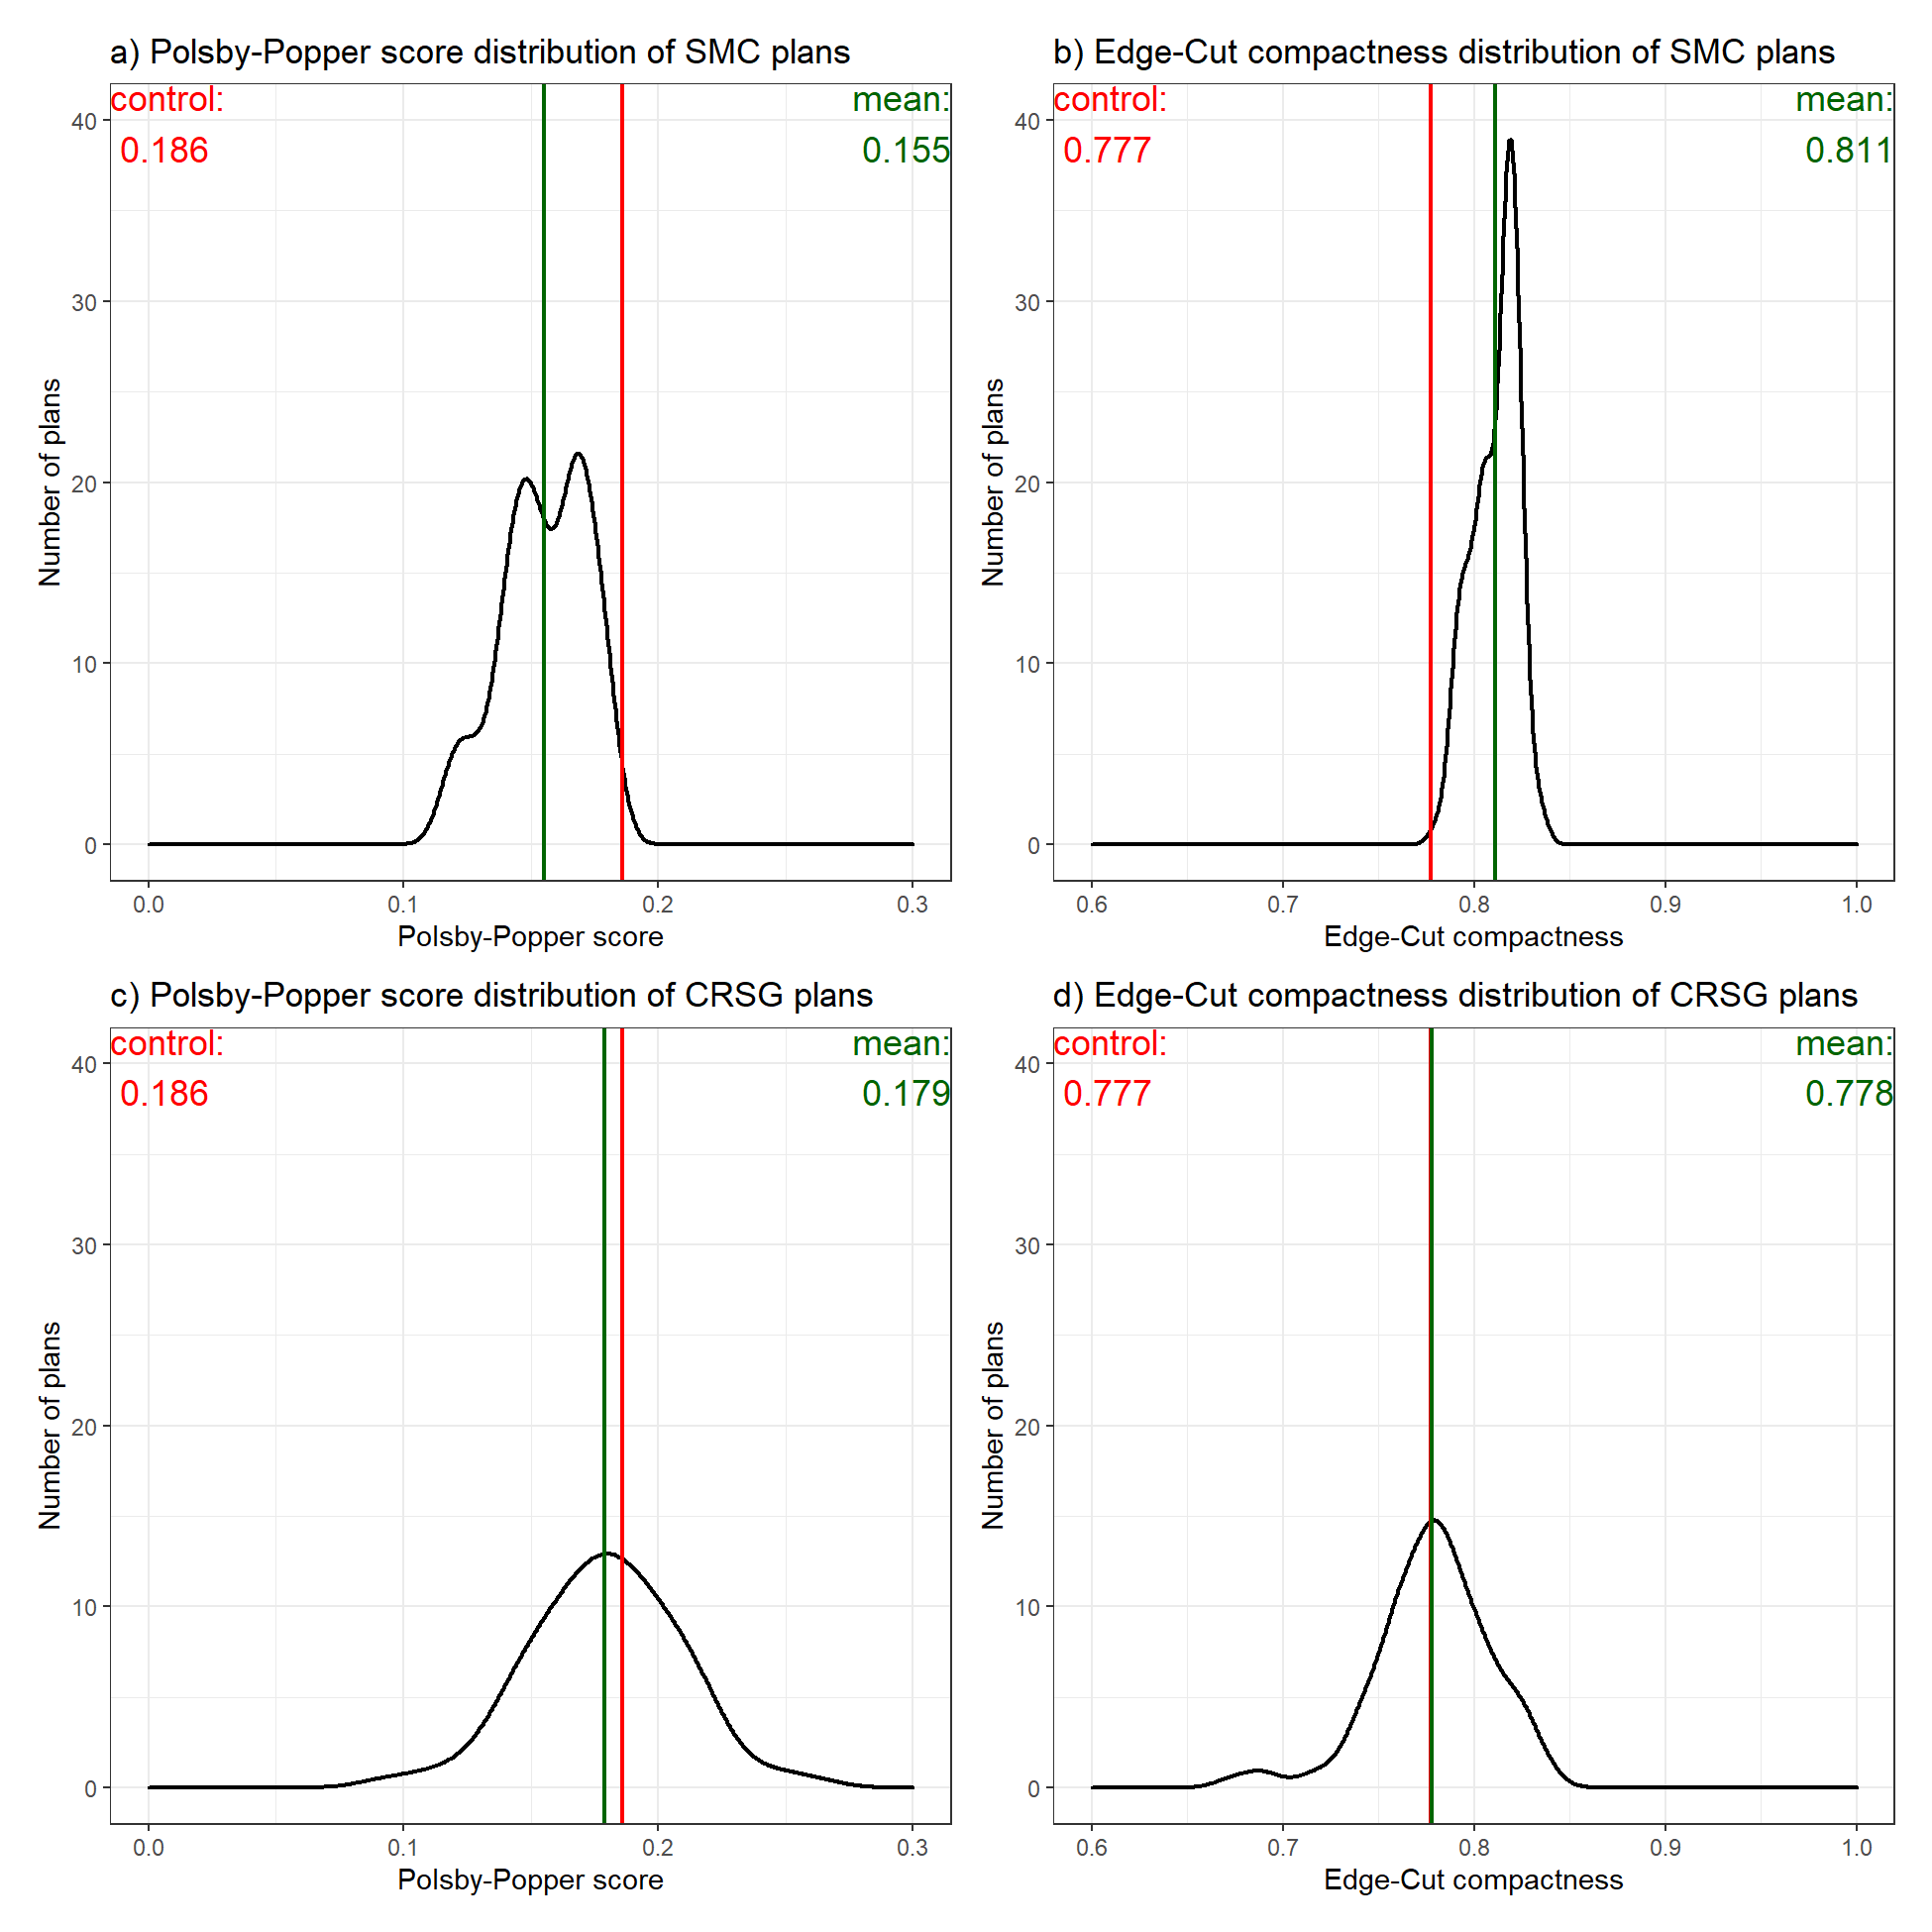 a) Polsby-Popper score distribution of SMC plans
control:
0.186
mean:
0.155
40
30
20
10
0
Number of plans
0.0 0.1 0.2 0.3
Polsby-Popper score
b) Edge-Cut compactness distribution of SMC plans
control:
0.777
mean:
0.811
40
30
20
10
0
Number of plans
0.6 0.7 0.8 0.9 1.0
Edge-Cut compactness
c) Polsby-Popper score distribution of CRSG plans
control:
0.186
mean:
0.179
40
30
20
10
0
Number of plans
0.0 0.1 0.2 0.3
Polsby-Popper score
d) Edge-Cut compactness distribution of CRSG plans
control:
0.777
mean:
0.778
40
30
20
10
0
Number of plans
0.6 0.7 0.8 0.9 1.0
Edge-Cut compactness